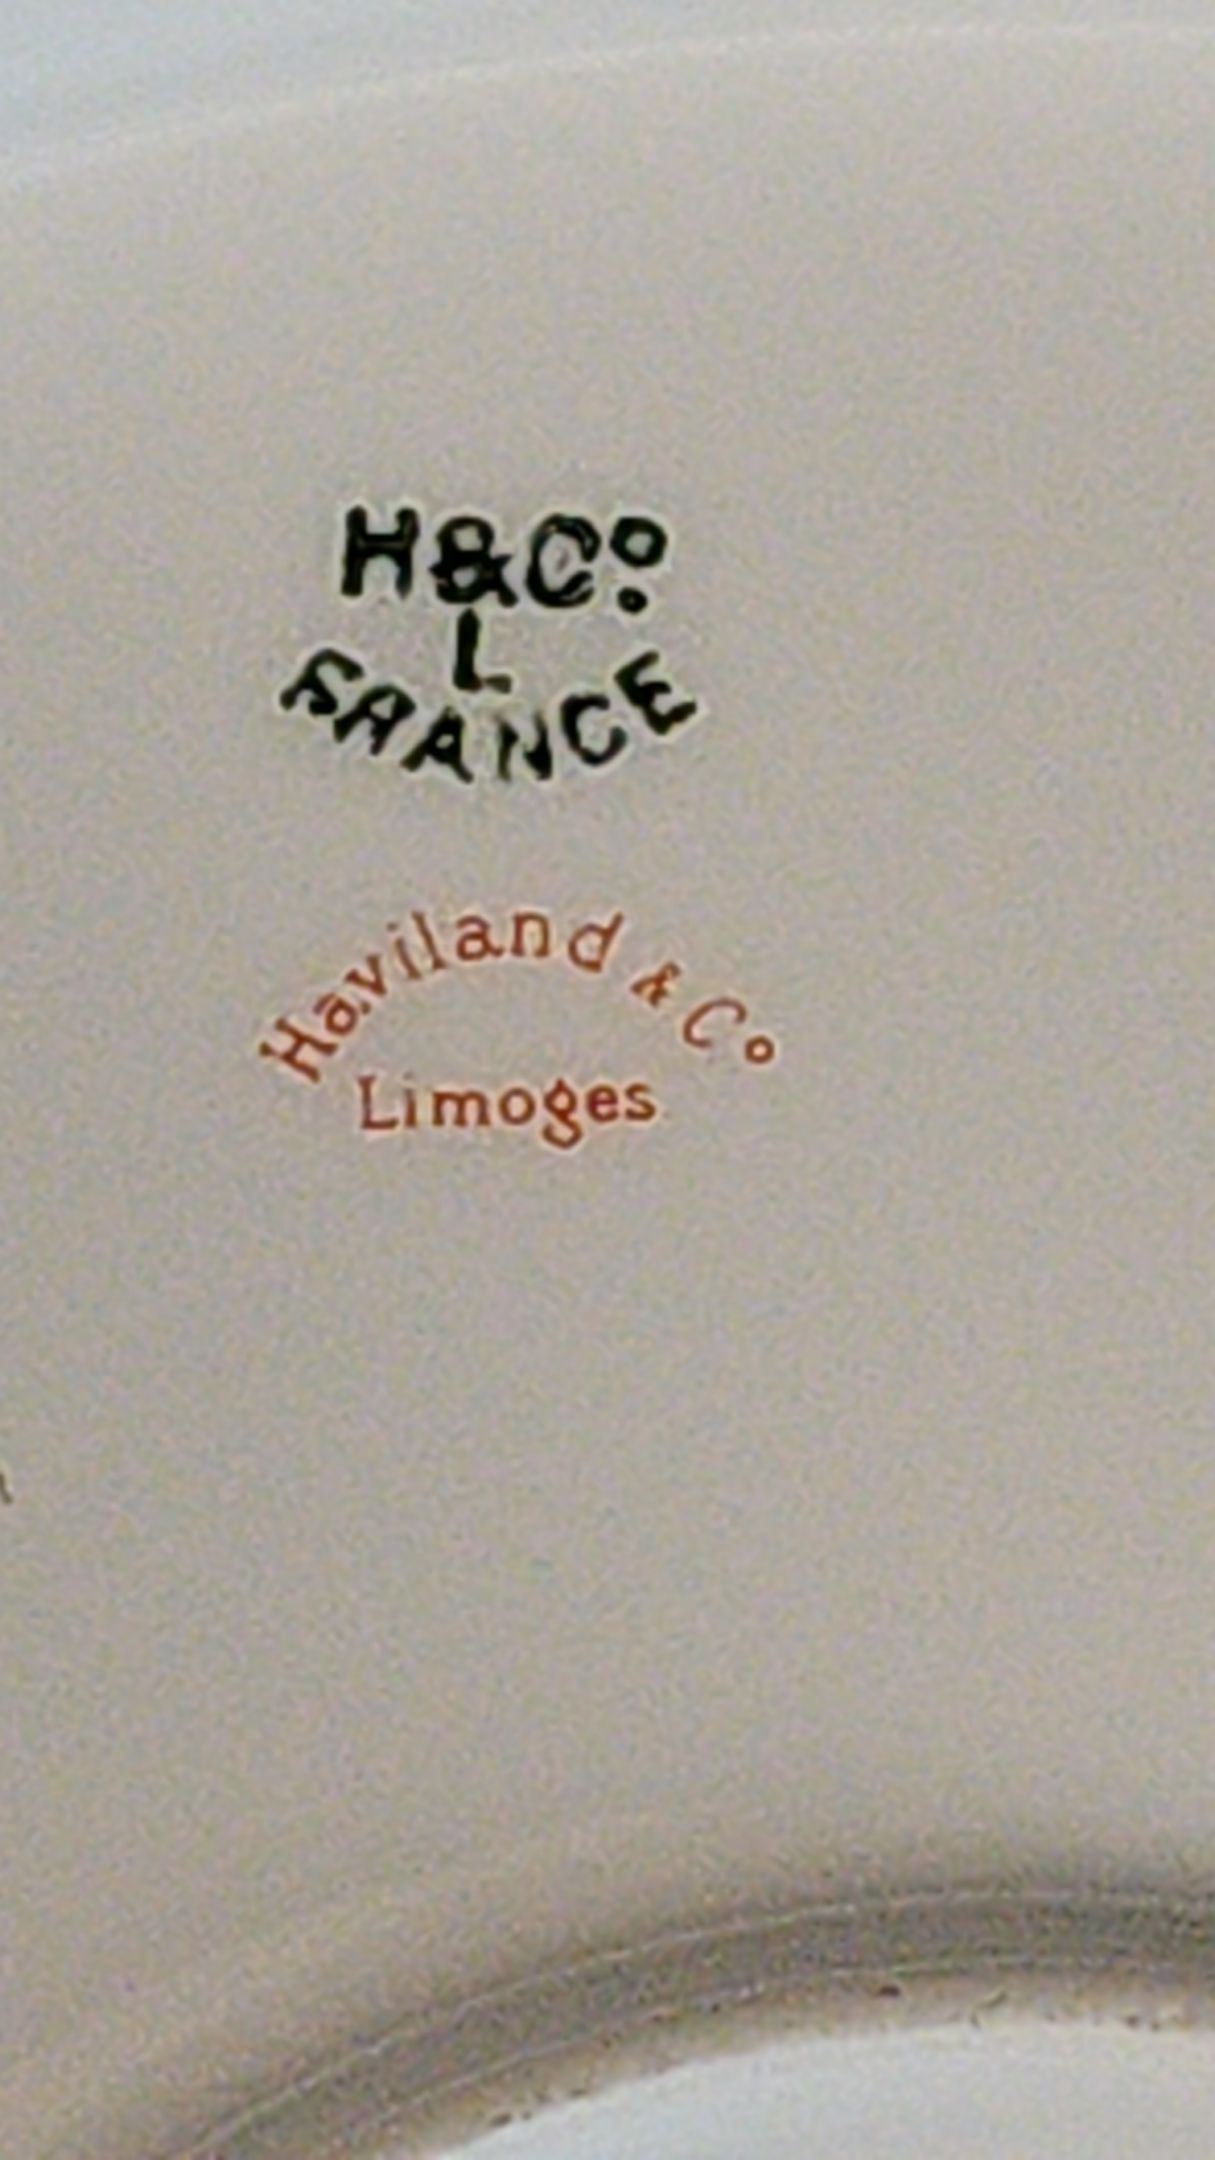 H&Cº
L
FRANCE
Haviland & Cº
Limoges